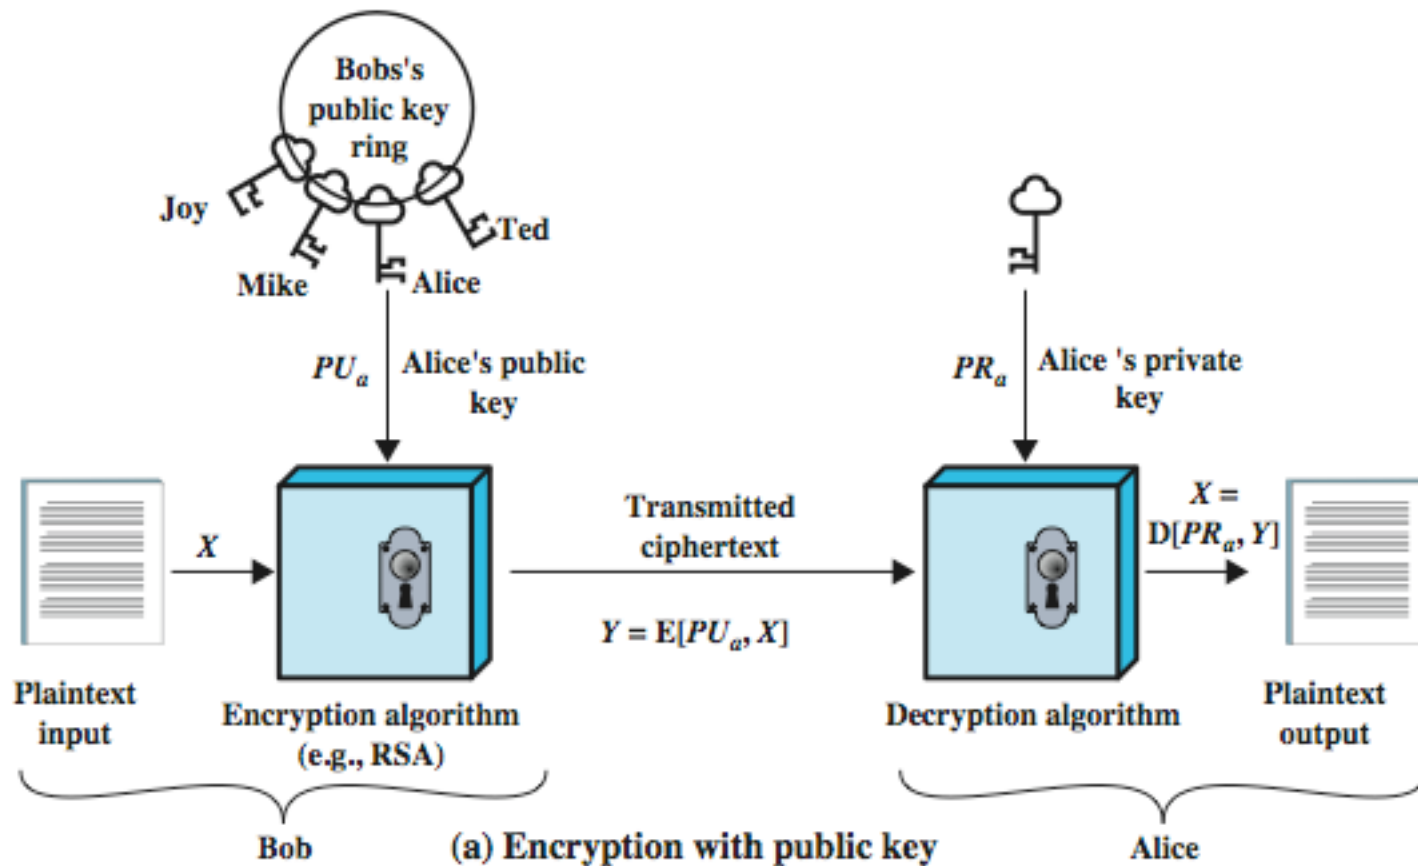 Bobs's
public key
ring
Joy
Ted
Mike
Alice
PUa
Alice's public
key
PRa
Alice 's private
key
X
Transmitted
ciphertext
X =
D[PRa, Y]
Y = E[PUa, X]
Plaintext
input
Encryption algorithm
(e.g., RSA)
Decryption algorithm
Plaintext
output
Bob
(a) Encryption with public key
Alice